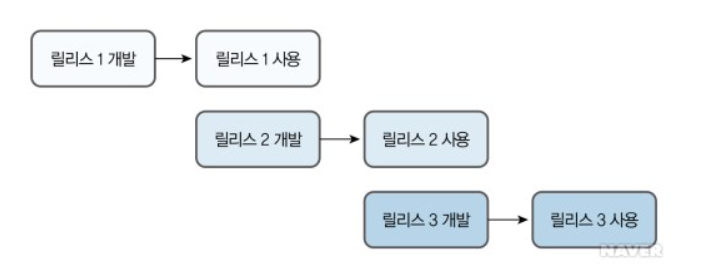 릴리스 1 개발
릴리스 1 사용
릴리스 2 개발
릴리스 2 사용
릴리스 3 개발
릴리스 3 사용
NAVER